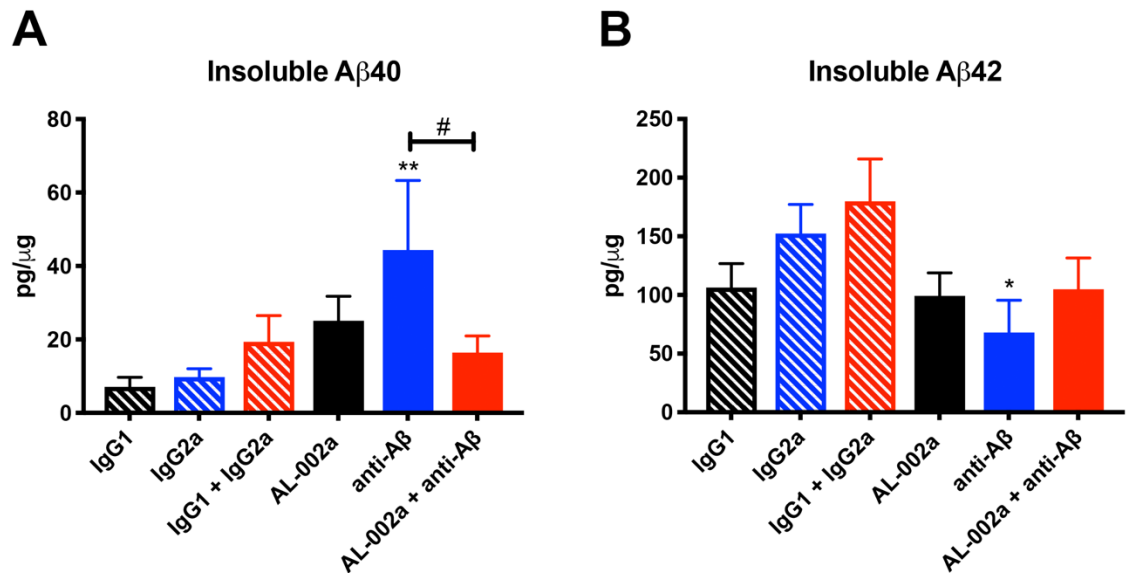 A
Insoluble Aβ40
pg/μg
80
60
40
20
0
#
**
IgG1
IgG2a
IgG1 + IgG2a
AL-002a
anti-Aβ
AL-002a + anti-Aβ
B
Insoluble Aβ42
pg/μg
250
200
150
100
50
0
*
IgG1
IgG2a
IgG1 + IgG2a
AL-002a
anti-Aβ
AL-002a + anti-Aβ